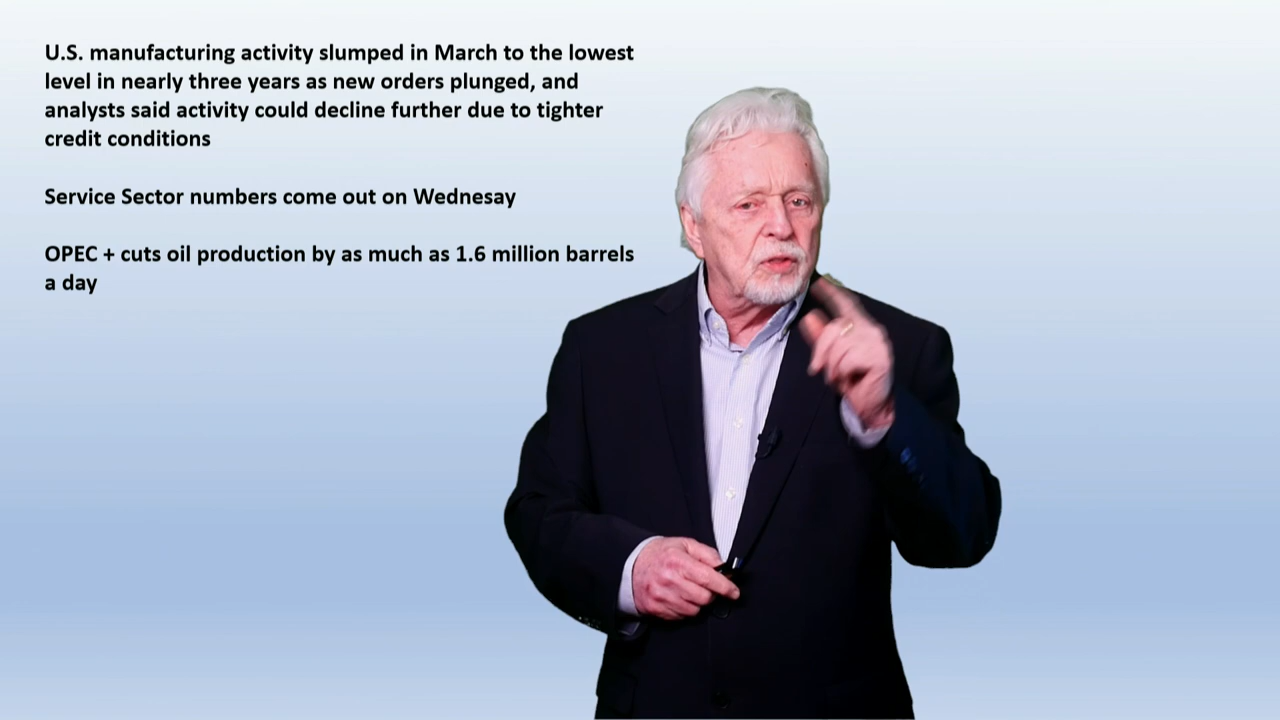 U.S. manufacturing activity slumped in March to the lowest
level in nearly three years as new orders plunged, and
analysts said activity could decline further due to tighter
credit conditions
Service Sector numbers come out on Wednesay
OPEC + cuts oil production by as much as 1.6 million barrels
a day